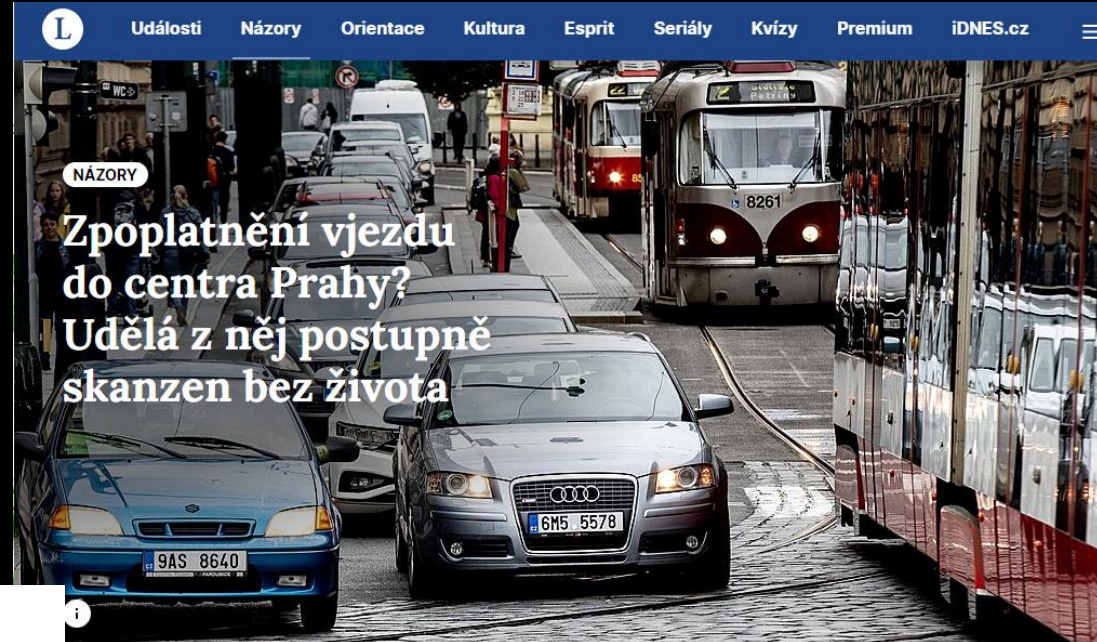 L
Události Názory Orientace Kultura Esprit Seriály Kvízy Premium iDNES.cz
WC
8261
NÁZORY
Zpoplatnění vjezdu
do centra Prahy?
Udělá z něj postupně
skanzen bez života
6M5 5578
9AS 8640
i